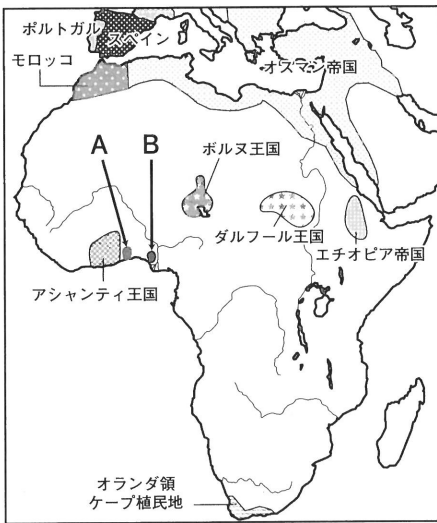 ポルトガル
スペイン
オスマン帝国
モロッコ
A
B
ボルヌ王国
ダルフール王国
エチオピア帝国
アシャンティ王国
オランダ領
ケープ植民地